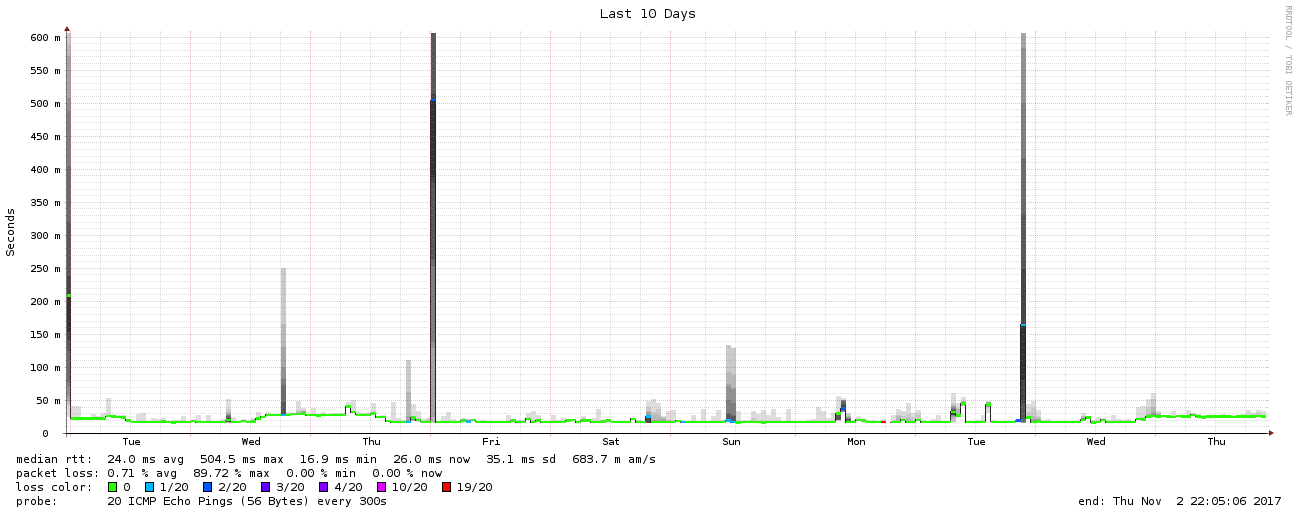 Last 10 Days
RRDTOOL / TOBI OETIKER
Seconds
600 m
550 m
500 m
450 m
400 m
350 m
300 m
250 m
200 m
150 m
100 m
50 m
0
Tue Wed Thu Fri Sat Sun Mon Tue Wed Thu
median rtt: 24.0 ms avg 504.5 ms max 16.9 ms min 26.0 ms now 35.1 ms sd 683.7 m am/s
packet loss: 0.71 % avg 89.72 % max 0.00 % min 0.00 % now
loss color: 0 1/20 2/20 3/20 4/20 10/20 19/20
probe: 20 ICMP Echo Pings (56 Bytes) every 300s end: Thu Nov 2 22:05:06 2017